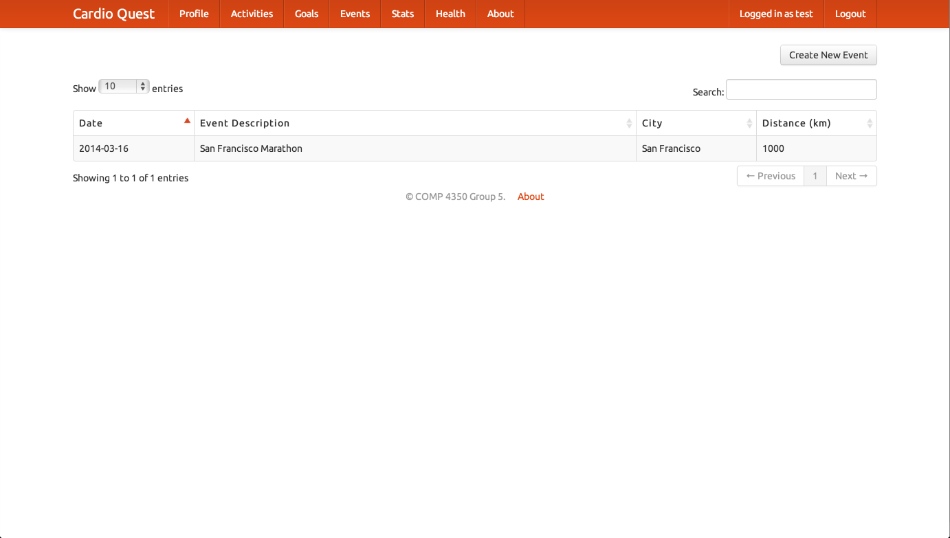 Cardio Quest Profile Activities Goals Events Stats Health About Logged in as test Logout
Create New Event
Show 10 entries Search:
Date Event Description City Distance (km)
2014-03-16 San Francisco Marathon San Francisco 1000
Showing 1 to 1 of 1 entries ← Previous 1 Next →
© COMP 4350 Group 5. About